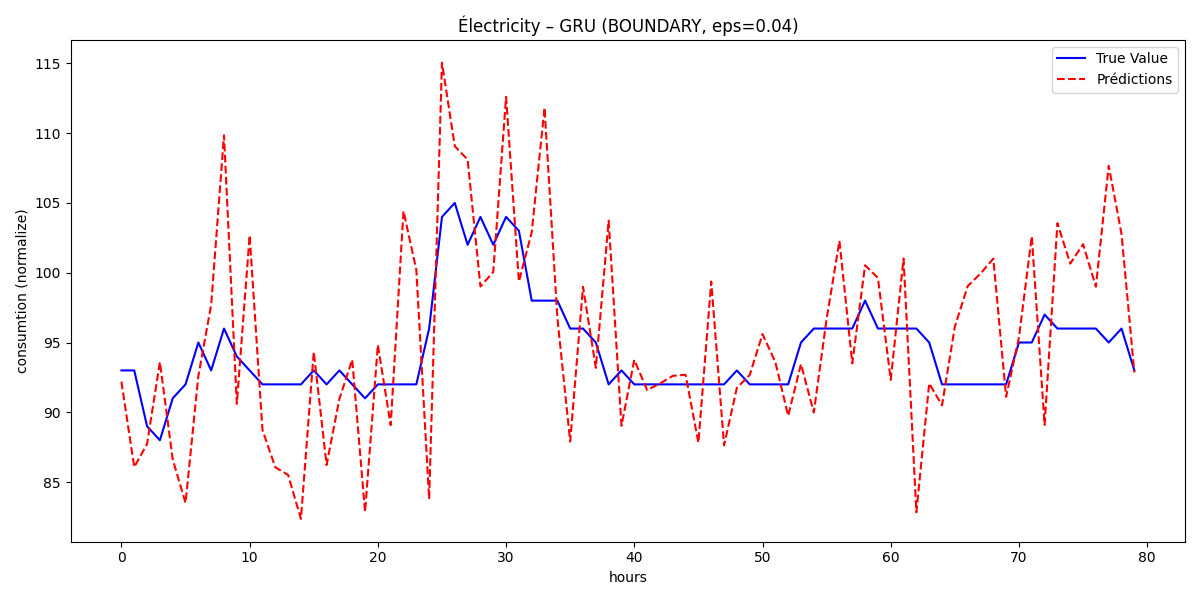 Électricity – GRU (BOUNDARY, eps=0.04)
True Value
Prédictions
consumtion (normalize)
115
110
105
100
95
90
85
0 10 20 30 40 50 60 70 80
hours